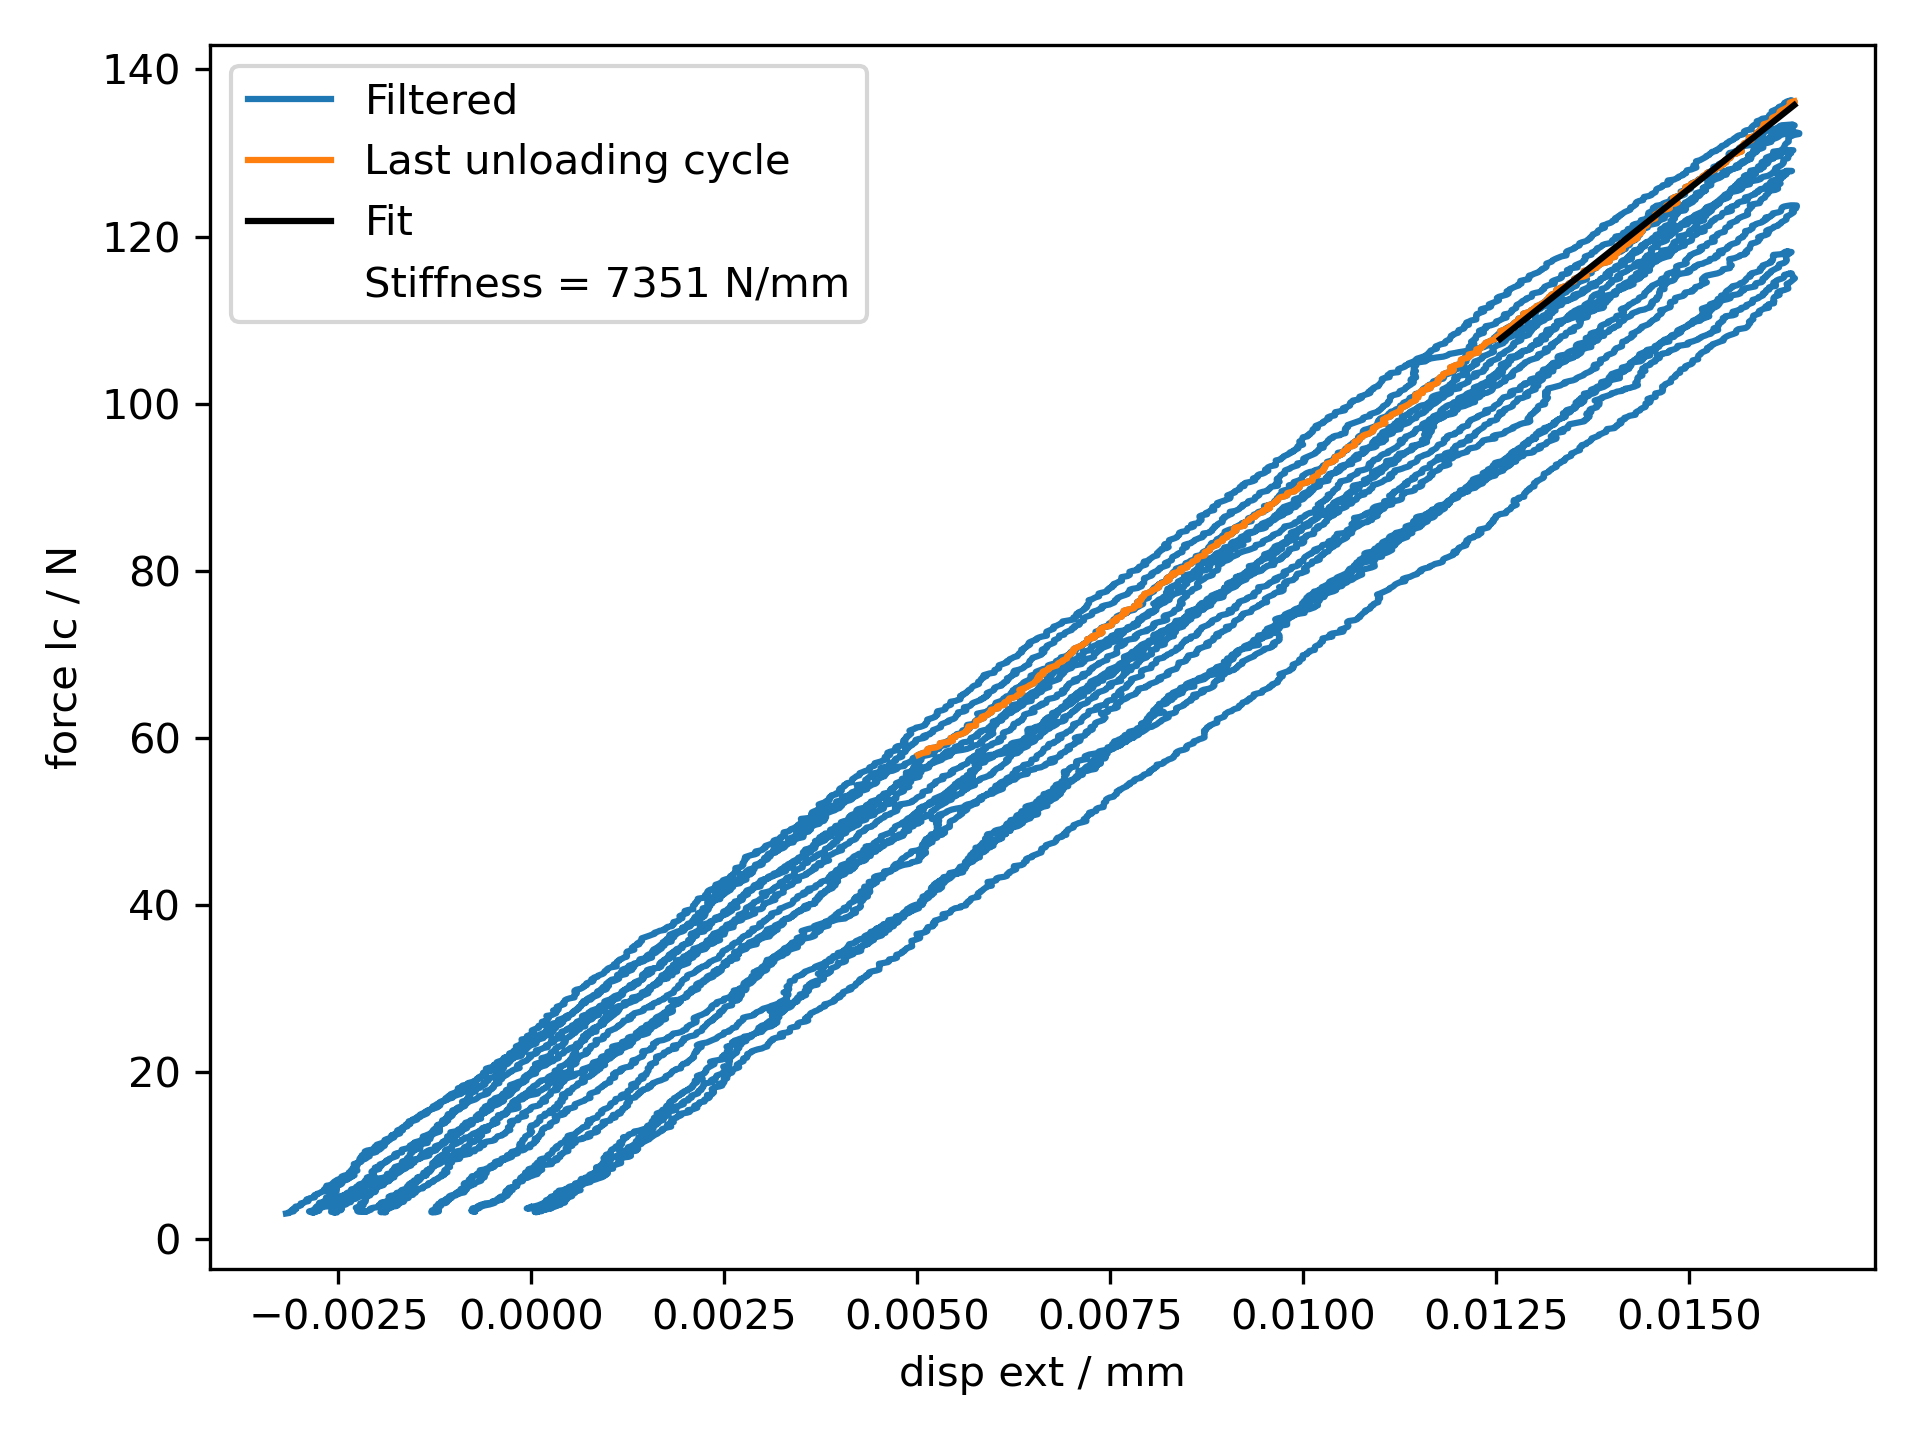 140
120
100
80
60
40
20
0
force lc / N
Filtered
Last unloading cycle
Fit
Stiffness = 7351 N/mm
−0.0025 0.0000 0.0025 0.0050 0.0075 0.0100 0.0125 0.0150
disp ext / mm